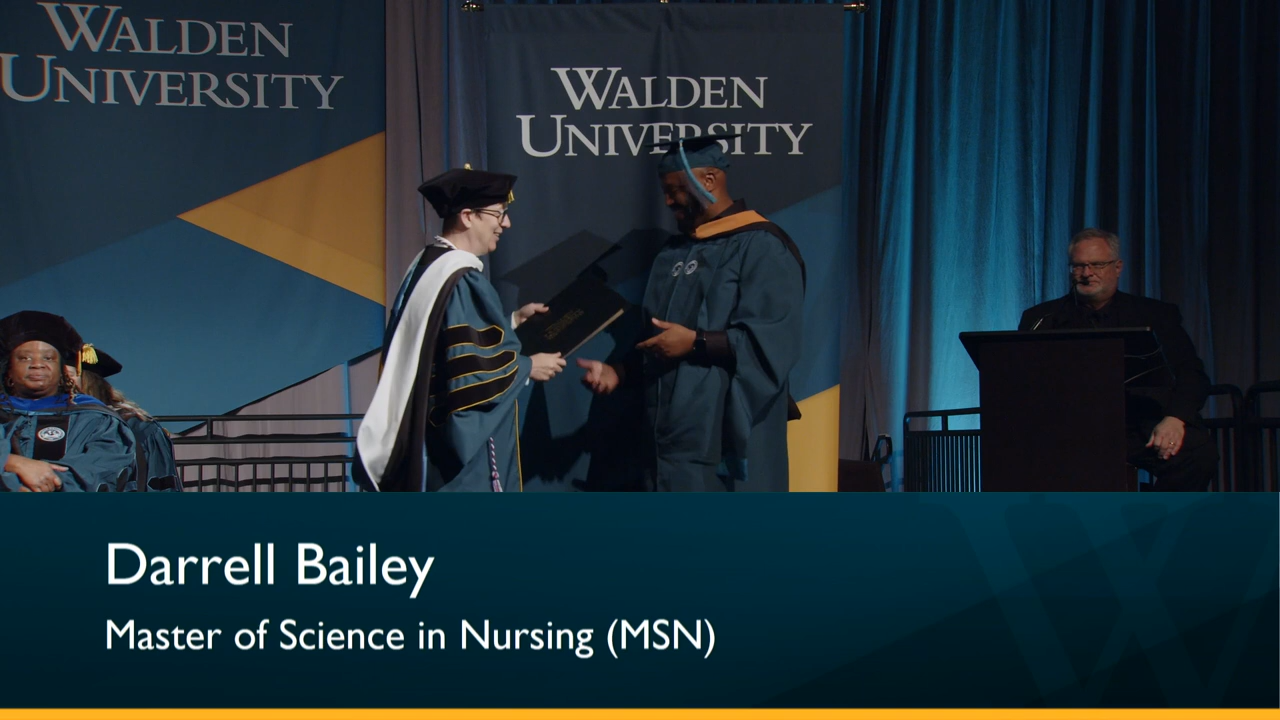 WALDEN
UNIVERSITY
WALDEN
UNIVERSITY
Darrell Bailey
Master of Science in Nursing (MSN)